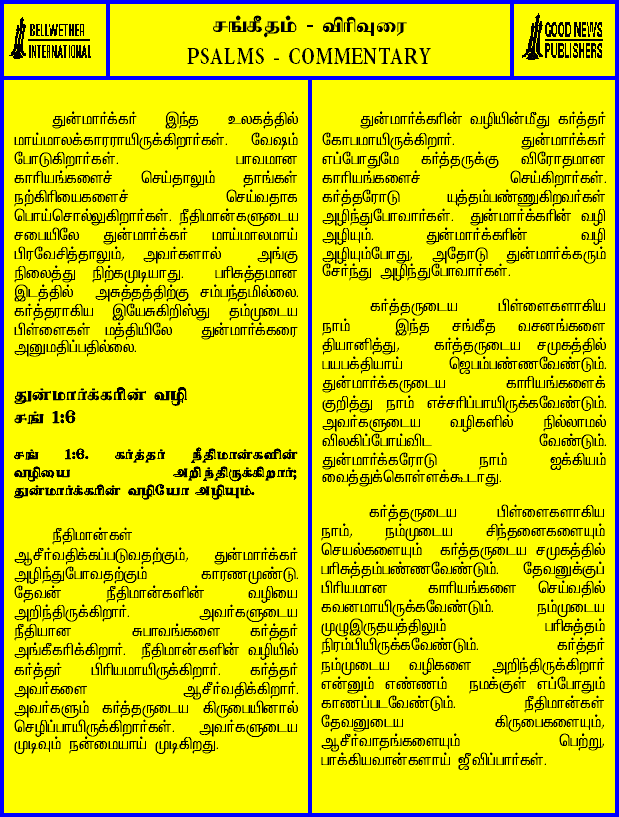 BELLWETHER
INTERNATIONAL
சங்கீதம் - விரிவுரை
PSALMS - COMMENTARY
GOOD NEWS
PUBLISHERS
துன்மார்க்கர் இந்த உலகத்தில்
மாய்மாலக்காரராயிருக்கிறார்கள். வேஷம்
போடுகிறார்கள். பாவமான
காரியங்களைச் செய்தாலும் தாங்கள்
நற்கிரியைகளைச் செய்வதாக
பொய்சொல்லுகிறார்கள். நீதிமான்களுடைய
சபையிலே துன்மார்க்கர் மாய்மாலமாய்
பிரவேசித்தாலும், அவர்களால் அங்கு
நிலைத்து நிற்கமுடியாது. பரிசுத்தமான
இடத்தில் அசுத்தத்திற்கு சம்பந்தமில்லை.
கர்த்தராகிய இயேசுகிறிஸ்து தம்முடைய
பிள்ளைகள் மத்தியிலே துன்மார்க்கரை
அனுமதிப்பதில்லை.
துன்மார்க்கரின் வழி
சங் 1:6
சங் 1:6. கர்த்தர் நீதிமான்களின்
வழியை அறிந்திருக்கிறார்;
துன்மார்க்கரின் வழியோ அழியும்.
நீதிமான்கள்
ஆசீர்வதிக்கப்படுவதற்கும், துன்மார்க்கர்
அழிந்துபோவதற்கும் காரணமுண்டு.
தேவன் நீதிமான்களின் வழியை
அறிந்திருக்கிறார். அவர்களுடைய
நீதியான சுபாவங்களை கர்த்தர்
அங்கீகரிக்கிறார். நீதிமான்களின் வழியில்
கர்த்தர் பிரியமாயிருக்கிறார். கர்த்தர்
அவர்களை ஆசீர்வதிக்கிறார்.
அவர்களும் கர்த்தருடைய கிருபையினால்
செழிப்பாயிருக்கிறார்கள். அவர்களுடைய
முடிவும் நன்மையாய் முடிகிறது.
துன்மார்க்கரின் வழியின்மீது கர்த்தர்
கோபமாயிருக்கிறார். துன்மார்க்கர்
எப்போதுமே கர்த்தருக்கு விரோதமான
காரியங்களைச் செய்கிறார்கள்.
கர்த்தரோடு யுத்தம்பண்ணுகிறவர்கள்
அழிந்துபோவார்கள். துன்மார்க்கரின் வழி
அழியும். துன்மார்க்கரின் வழி
அழியும்போது, அதோடு துன்மார்க்கரும்
சேர்ந்து அழிந்துபோவார்கள்.
கர்த்தருடைய பிள்ளைகளாகிய
நாம் இந்த சங்கீத வசனங்களை
தியானித்து, கர்த்தருடைய சமுகத்தில்
பயபக்தியாய் ஜெபம்பண்ணவேண்டும்.
துன்மார்க்கருடைய காரியங்களைக்
குறித்து நாம் எச்சரிப்பாயிருக்கவேண்டும்.
அவர்களுடைய வழிகளில் நில்லாமல்
விலகிப்போய்விட வேண்டும்.
துன்மார்க்கரோடு நாம் ஐக்கியம்
வைத்துக்கொள்ளக்கூடாது.
கர்த்தருடைய பிள்ளைகளாகிய
நாம், நம்முடைய சிந்தனைகளையும்
செயல்களையும் கர்த்தருடைய சமுகத்தில்
பரிசுத்தம்பண்ணவேண்டும். தேவனுக்குப்
பிரியமான காரியங்களை செய்வதில்
கவனமாயிருக்கவேண்டும். நம்முடைய
முழுஇருதயத்திலும் பரிசுத்தம்
நிரம்பியிருக்கவேண்டும். கர்த்தர்
நம்முடைய வழிகளை அறிந்திருக்கிறார்
என்னும் எண்ணம் நமக்குள் எப்போதும்
காணப்படவேண்டும். நீதிமான்கள்
தேவனுடைய கிருபைகளையும்,
ஆசீர்வாதங்களையும் பெற்று,
பாக்கியவான்களாய் ஜீவிப்பார்கள்.